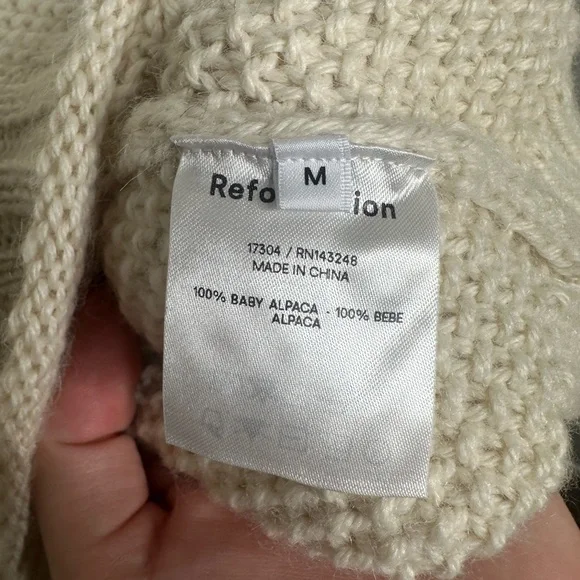 M
Refo ion
17304 / RN143248
MADE IN CHINA
100% BABY ALPACA - 100% BEBE
ALPACA